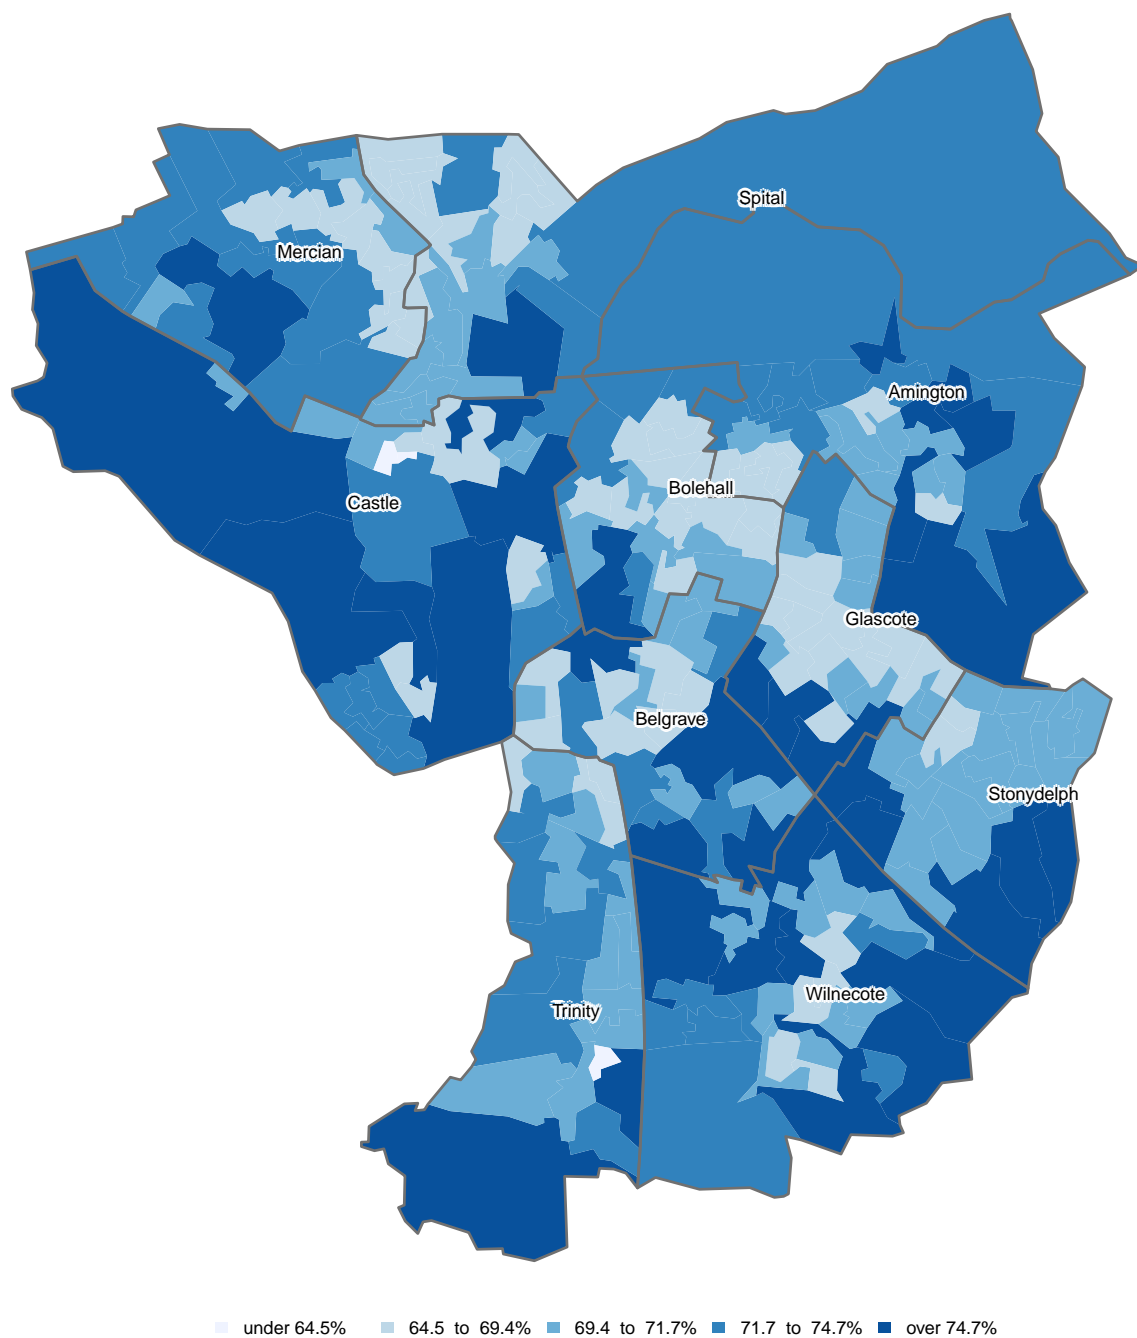 Spital
Mercian
Amington
Bolehall
Castle
Glascote
Belgrave
Stonydelph
Wilnecote
Trinity
under 64.5% 64.5 to 69.4% 69.4 to 71.7% 71.7 to 74.7% over 74.7%